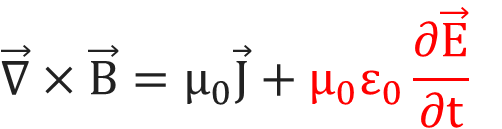 ∇⃗ × B⃗ = μ₀J⃗ + μ₀ε₀ ∂E⃗/∂t